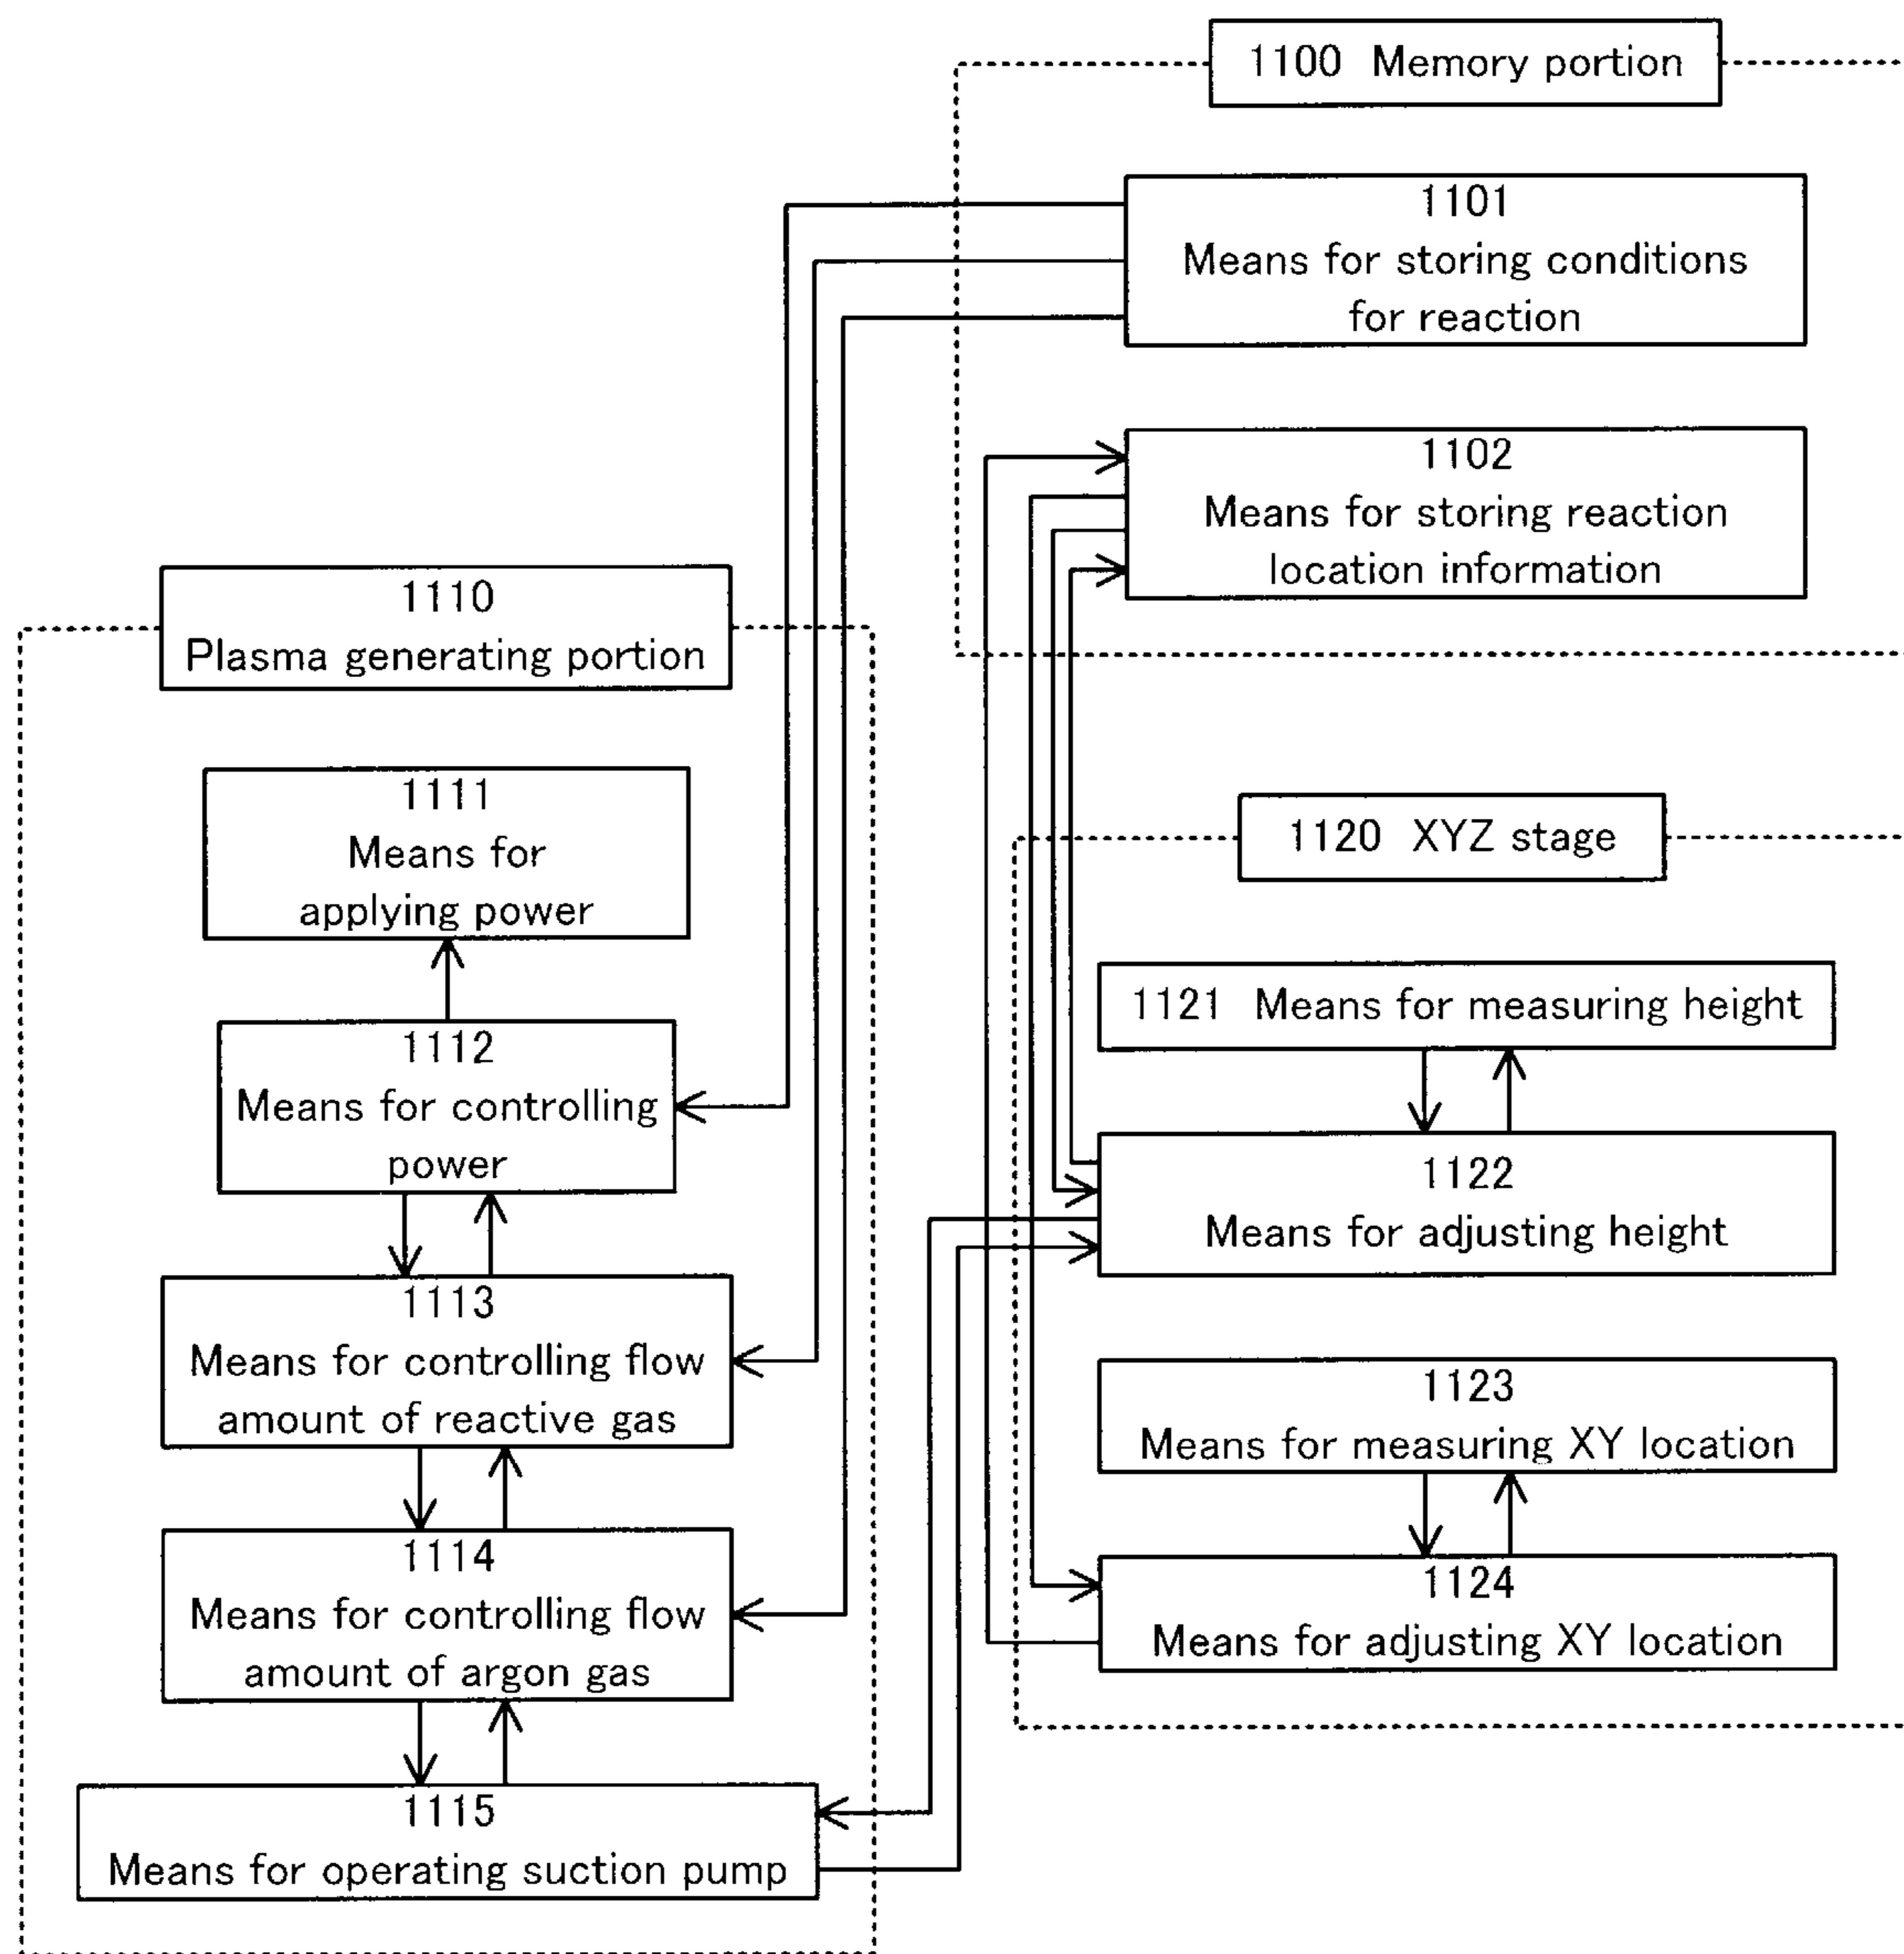 1100 Memory portion
1101
Means for storing conditions
for reaction
1102
Means for storing reaction
location information
1110
Plasma generating portion
1111
Means for
applying power
1112
Means for controlling
power
1113
Means for controlling flow
amount of reactive gas
1114
Means for controlling flow
amount of argon gas
1115
Means for operating suction pump
1120 XYZ stage
1121 Means for measuring height
1122
Means for adjusting height
1123
Means for measuring XY location
1124
Means for adjusting XY location